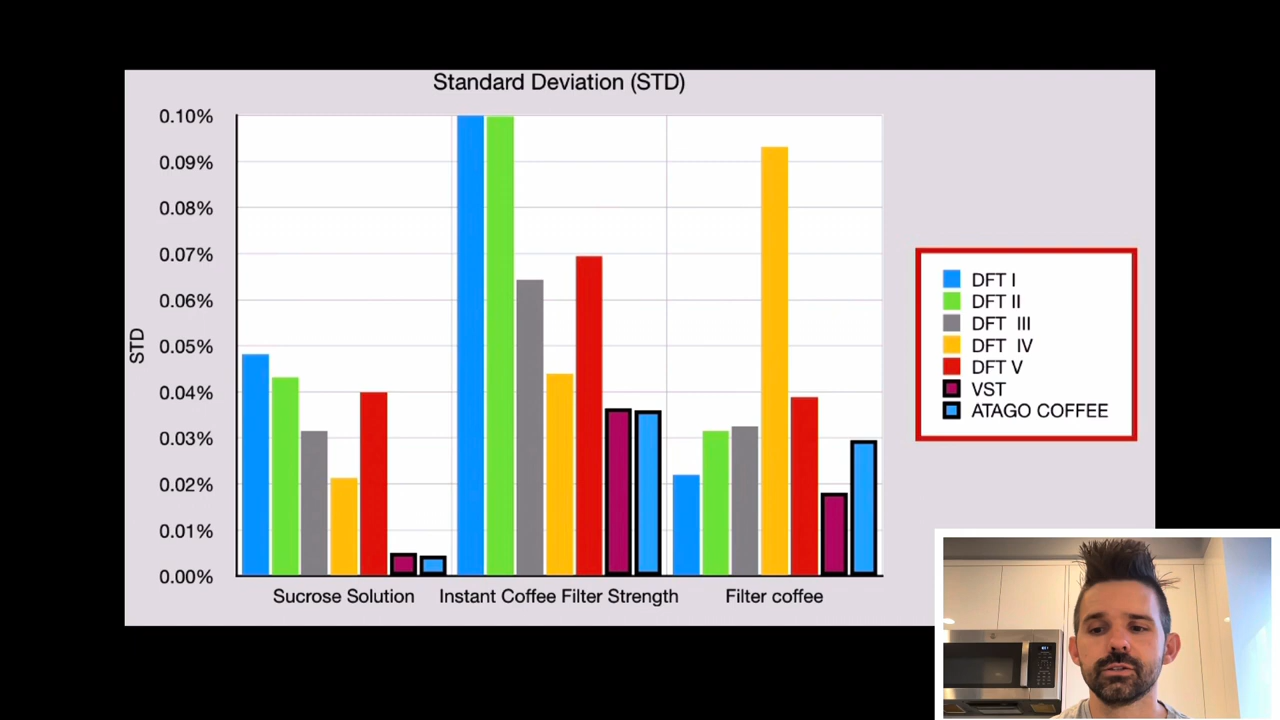 Standard Deviation (STD)
0.10%
0.09%
0.08%
0.07%
0.06%
0.05%
0.04%
0.03%
0.02%
0.01%
0.00%
STD
Sucrose Solution
Instant Coffee Filter Strength
Filter coffee
DFT I
DFT II
DFT III
DFT IV
DFT V
VST
ATAGO COFFEE